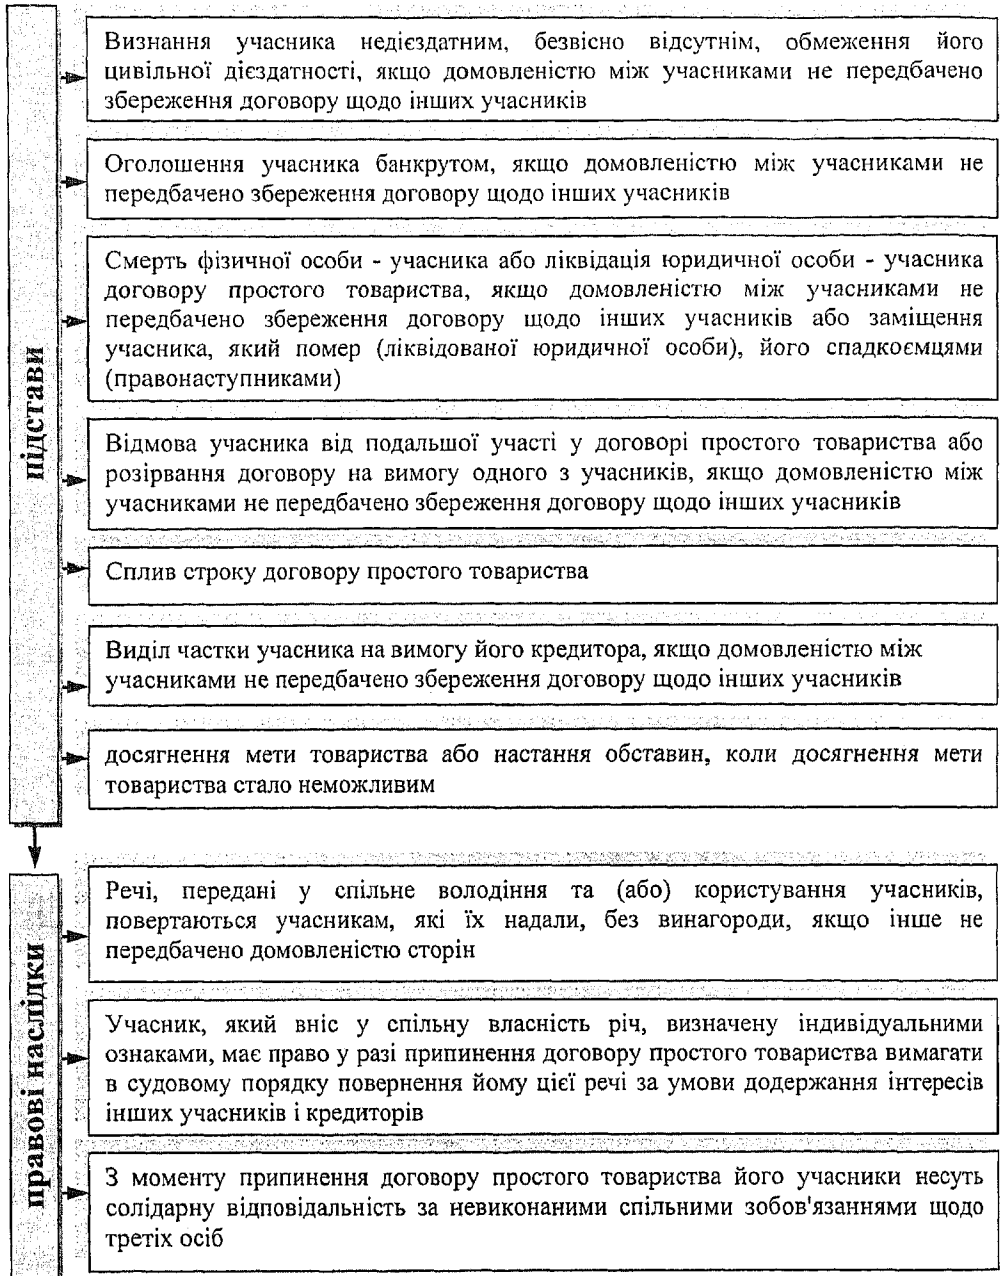 підстави
Визнання учасника недієздатним, безвісно відсутнім, обмеження його
цивільної дієздатності, якщо домовленістю між учасниками не передбачено
збереження договору щодо інших учасників
Оголошення учасника банкрутом, якщо домовленістю між учасниками не
передбачено збереження договору щодо інших учасників
Смерть фізичної особи - учасника або ліквідація юридичної особи - учасника
договору простого товариства, якщо домовленістю між учасниками не
передбачено збереження договору щодо інших учасників або заміщення
учасника, який помер (ліквідованої юридичної особи), його спадкоємцями
(правонаступниками)
Відмова учасника від подальшої участі у договорі простого товариства або
розірвання договору на вимогу одного з учасників, якщо домовленістю між
учасниками не передбачено збереження договору щодо інших учасників
Сплив строку договору простого товариства
Виділ частки учасника на вимогу його кредитора, якщо домовленістю між
учасниками не передбачено збереження договору щодо інших учасників
досягнення мети товариства або настання обставин, коли досягнення мети
товариства стало неможливим
правові наслідки
Речі, передані у спільне володіння та (або) користування учасників,
повертаються учасникам, які їх надали, без винагороди, якщо інше не
передбачено домовленістю сторін
Учасник, який вніс у спільну власність річ, визначену індивідуальними
ознаками, має право у разі припинення договору простого товариства вимагати
в судовому порядку повернення йому цієї речі за умови додержання інтересів
інших учасників і кредиторів
З моменту припинення договору простого товариства його учасники несуть
солідарну відповідальність за невиконаними спільними зобов'язаннями щодо
третіх осіб